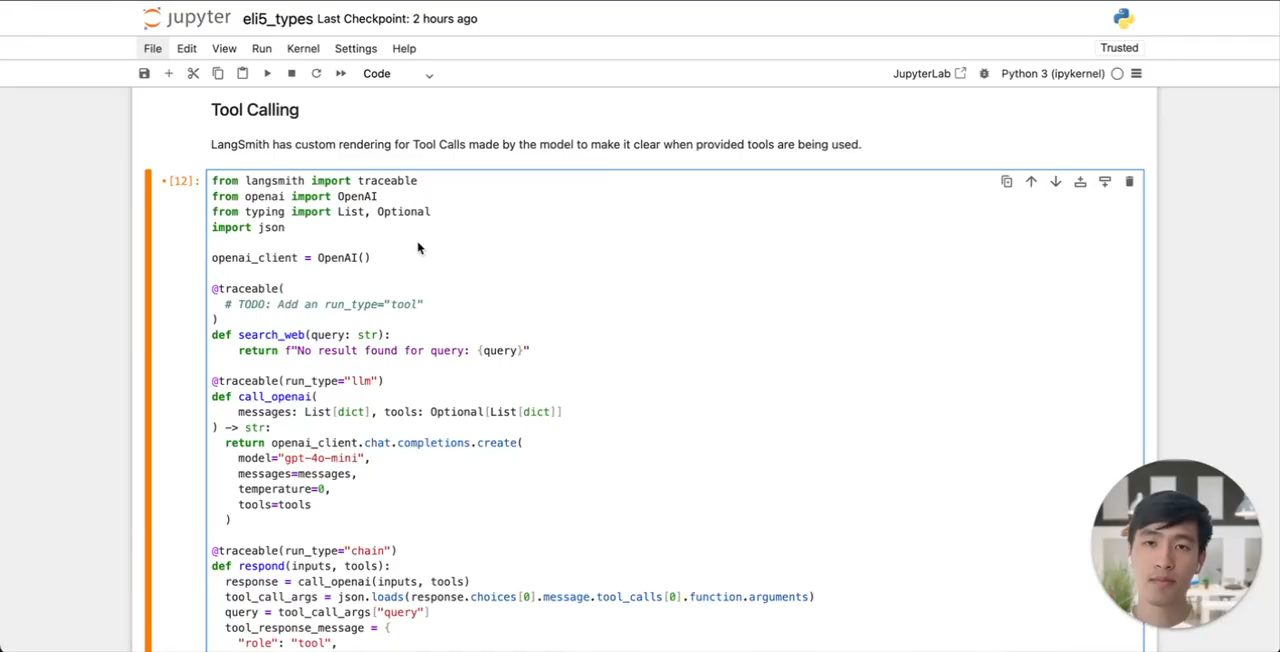 jupyter eli5_types Last Checkpoint: 2 hours ago
File Edit View Run Kernel Settings Help Trusted
Code JupyterLab Python 3 (ipykernel)
Tool Calling
LangSmith has custom rendering for Tool Calls made by the model to make it clear when provided tools are being used.
[12]: from langsmith import traceable
from openai import OpenAI
from typing import List, Optional
import json
openai_client = OpenAI()
@traceable(
# TODO: Add an run_type="tool"
)
def search_web(query: str):
return f"No result found for query: {query}"
@traceable(run_type="llm")
def call_openai(
messages: List[dict], tools: Optional[List[dict]]
) -> str:
return openai_client.chat.completions.create(
model="gpt-4o-mini",
messages=messages,
temperature=0,
tools=tools
)
@traceable(run_type="chain")
def respond(inputs, tools):
response = call_openai(inputs, tools)
tool_call_args = json.loads(response.choices[0].message.tool_calls[0].function.arguments)
query = tool_call_args["query"]
tool_response_message = {
"role": "tool",